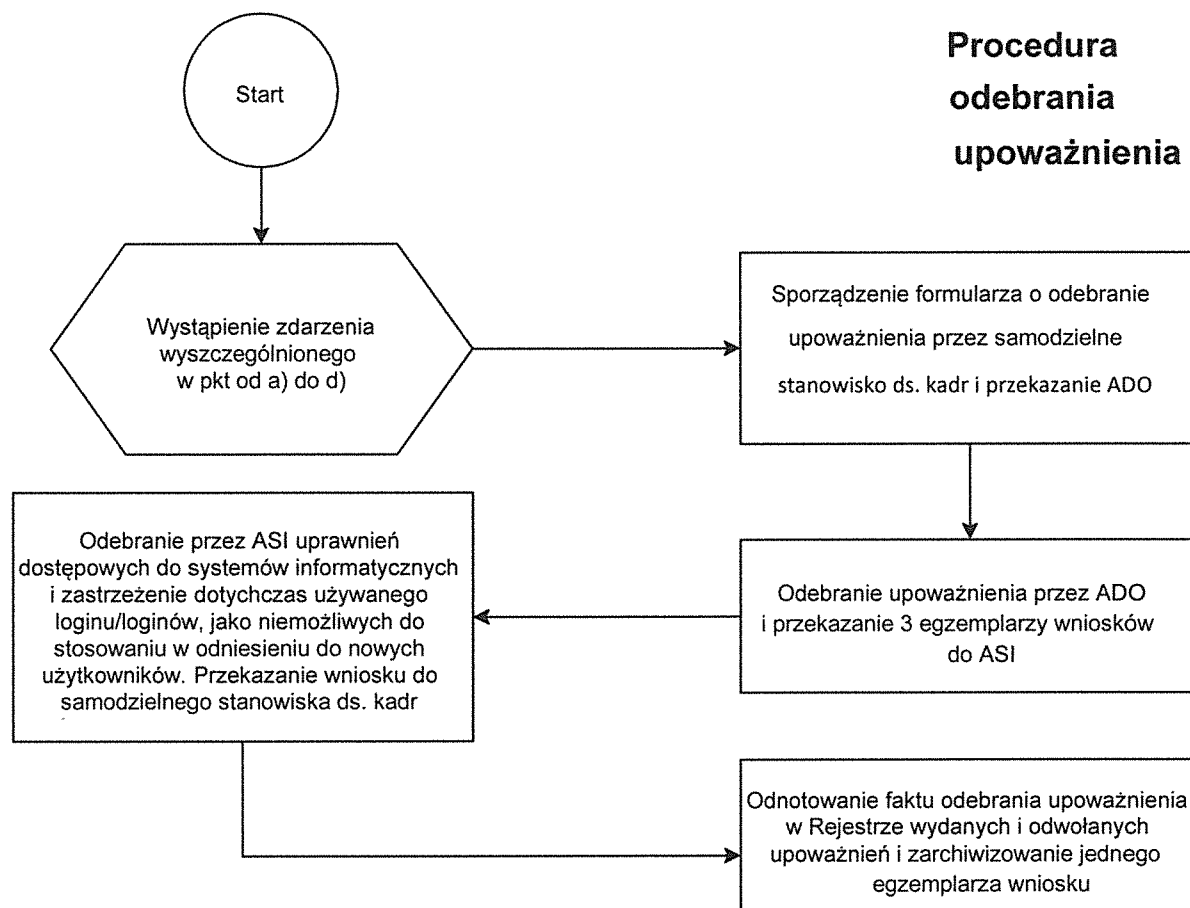 Procedura
odebrania
upoważnienia
Start
Wystąpienie zdarzenia
wyszczególnionego
w pkt od a) do d)
Sporządzenie formularza o odebranie
upoważnienia przez samodzielne
stanowisko ds. kadr i przekazanie ADO
Odebranie upoważnienia przez ADO
i przekazanie 3 egzemplarzy wniosków
do ASI
Odebranie przez ASI uprawnień
dostępowych do systemów informatycznych
i zastrzeżenie dotychczas używanego
loginu/loginów, jako niemożliwych do
stosowaniu w odniesieniu do nowych
użytkowników. Przekazanie wniosku do
samodzielnego stanowiska ds. kadr
Odnotowanie faktu odebrania upoważnienia
w Rejestrze wydanych i odwołanych
upoważnień i zarchiwizowanie jednego
egzemplarza wniosku